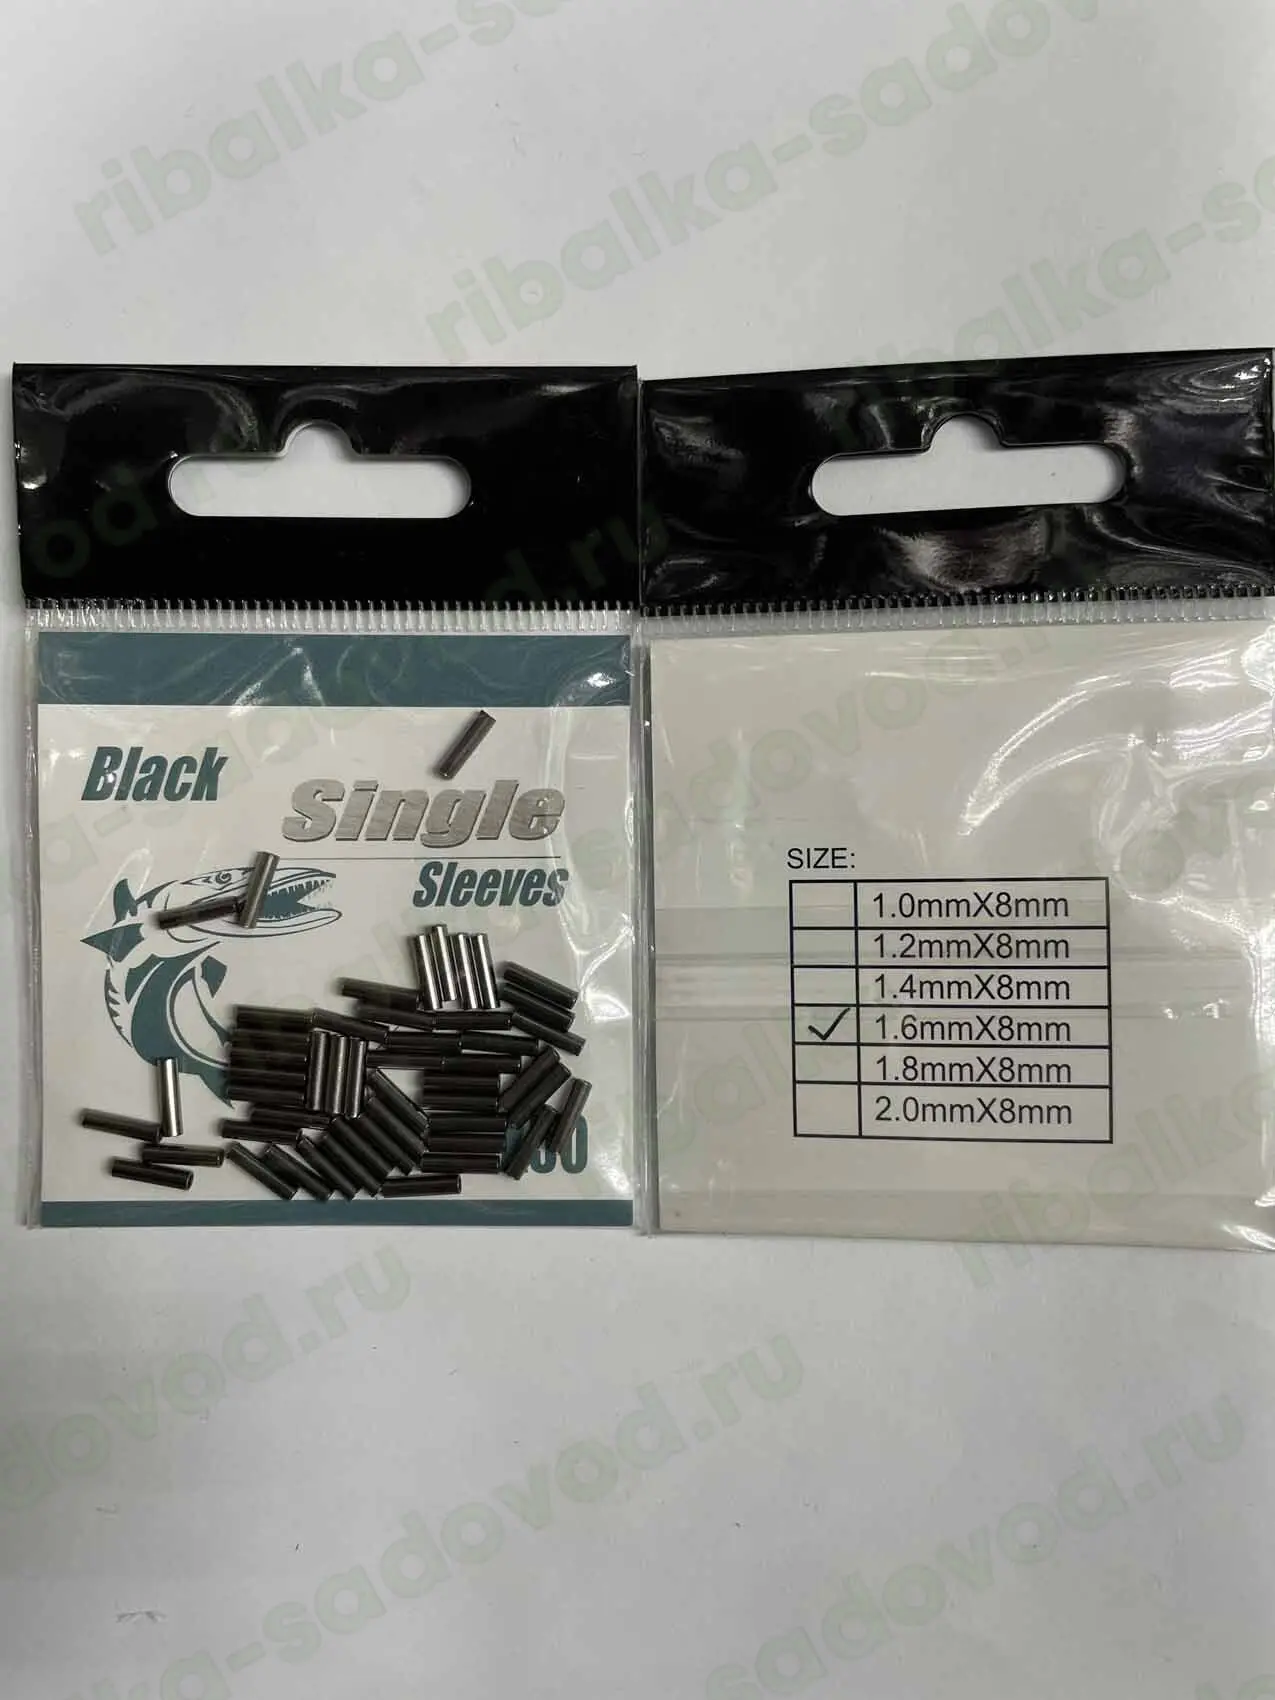 Black
Single
Sleeves
SIZE:
1.0mmX8mm
1.2mmX8mm
1.4mmX8mm
1.6mmX8mm
1.8mmX8mm
2.0mmX8mm
ribalka-sadovod.ru